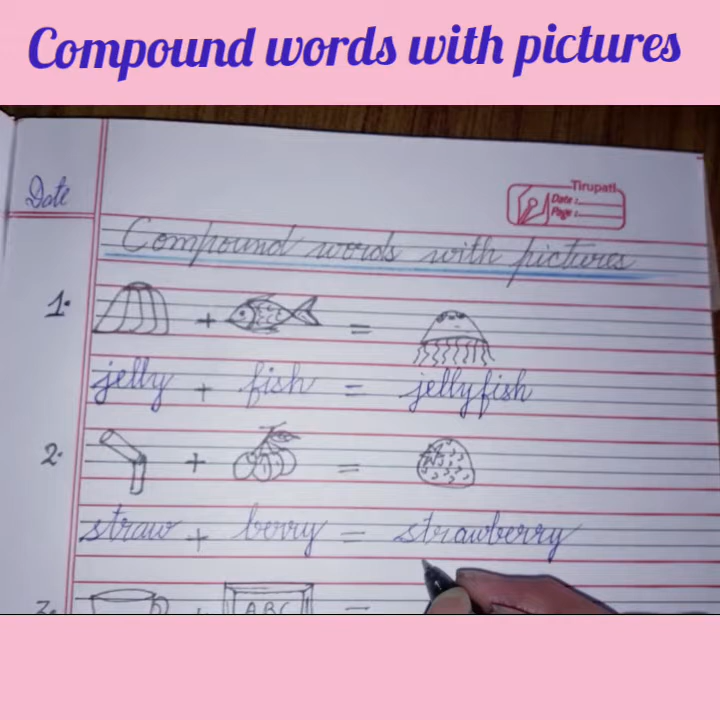 Compound words with pictures
Date
Tirupati
Date :
Page :
Compound words with pictures
1.
+ =
jelly + fish = jellyfish
2.
+ =
straw + berry = strawberry
3.
+ ABC =